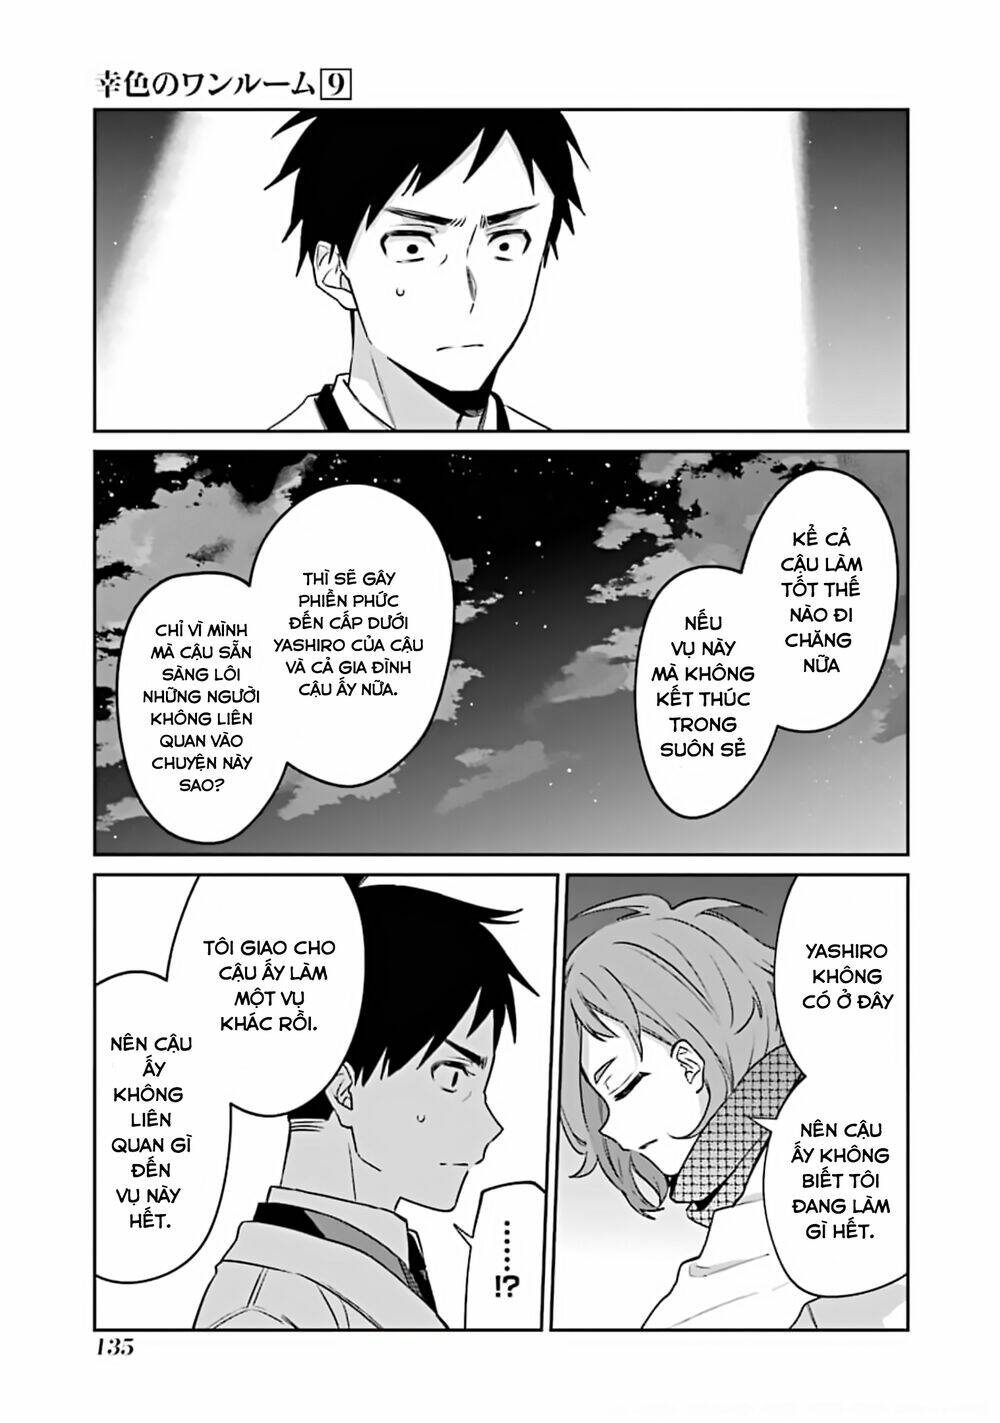 幸色のワンルーム 9
KỂ CẢ
CẬU LÀM
TỐT THẾ
NÀO ĐI
CHĂNG
NỮA
NẾU
VỤ NÀY
MÀ KHÔNG
KẾT THÚC
TRONG
SUÔN SẺ
THÌ SẼ GÂY
PHIỀN PHỨC
ĐẾN CẤP DƯỚI
YASHIRO CỦA CẬU
VÀ CẢ GIA ĐÌNH
CẬU ẤY NỮA.
CHỈ VÌ MÌNH
MÀ CẬU SẴN
SÀNG LÔI
NHỮNG NGƯỜI
KHÔNG LIÊN
QUAN VÀO
CHUYỆN NÀY
SAO?
YASHIRO
KHÔNG
CÓ Ở ĐÂY
NÊN CẬU
ẤY KHÔNG
BIẾT TÔI
ĐANG LÀM
GÌ HẾT.
......!?
TÔI GIAO CHO
CẬU ẤY LÀM
MỘT VỤ
KHÁC RỒI.
NÊN CẬU
ẤY
KHÔNG
LIÊN
QUAN GÌ
ĐẾN
VỤ NÀY
HẾT.
135